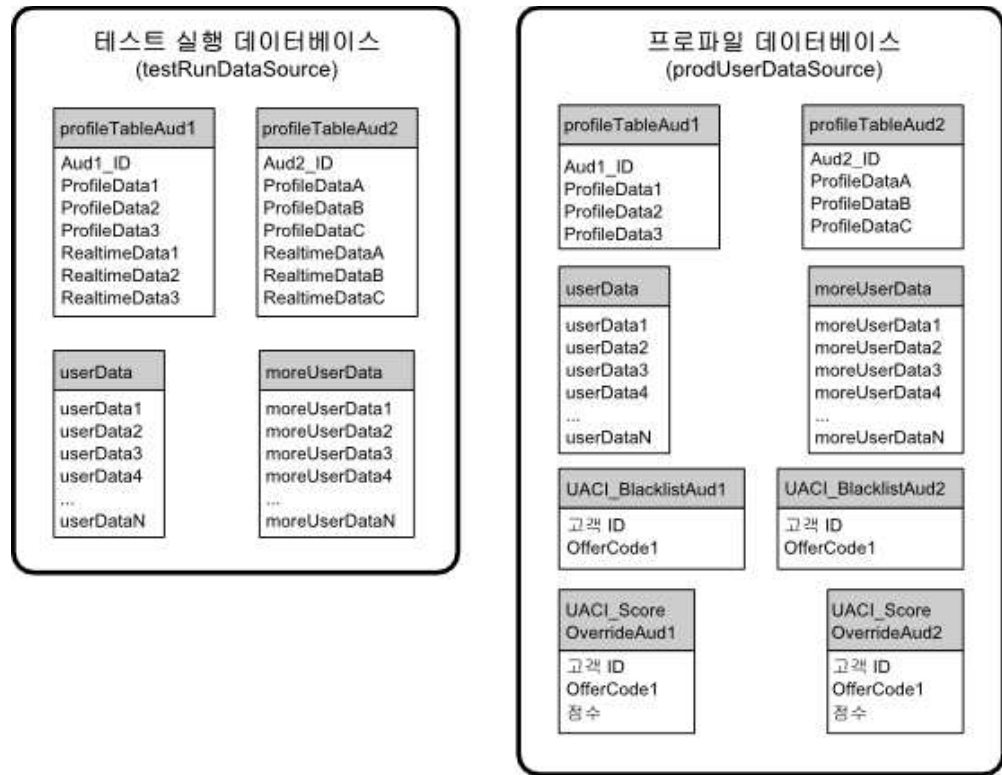 테스트 실행 데이터베이스
(testRunDataSource)
profileTableAud1
Aud1_ID
ProfileData1
ProfileData2
ProfileData3
RealtimeData1
RealtimeData2
RealtimeData3
profileTableAud2
Aud2_ID
ProfileDataA
ProfileDataB
ProfileDataC
RealtimeDataA
RealtimeDataB
RealtimeDataC
userData
userData1
userData2
userData3
userData4
...
userDataN
moreUserData
moreUserData1
moreUserData2
moreUserData3
moreUserData4
...
moreUserDataN
프로파일 데이터베이스
(prodUserDataSource)
profileTableAud1
Aud1_ID
ProfileData1
ProfileData2
ProfileData3
profileTableAud2
Aud2_ID
ProfileDataA
ProfileDataB
ProfileDataC
userData
userData1
userData2
userData3
userData4
...
userDataN
moreUserData
moreUserData1
moreUserData2
moreUserData3
moreUserData4
...
moreUserDataN
UACI_BlacklistAud1
고객 ID
OfferCode1
UACI_BlacklistAud2
고객 ID
OfferCode1
UACI_Score
OverrideAud1
고객 ID
OfferCode1
점수
UACI_Score
OverrideAud2
고객 ID
OfferCode1
점수